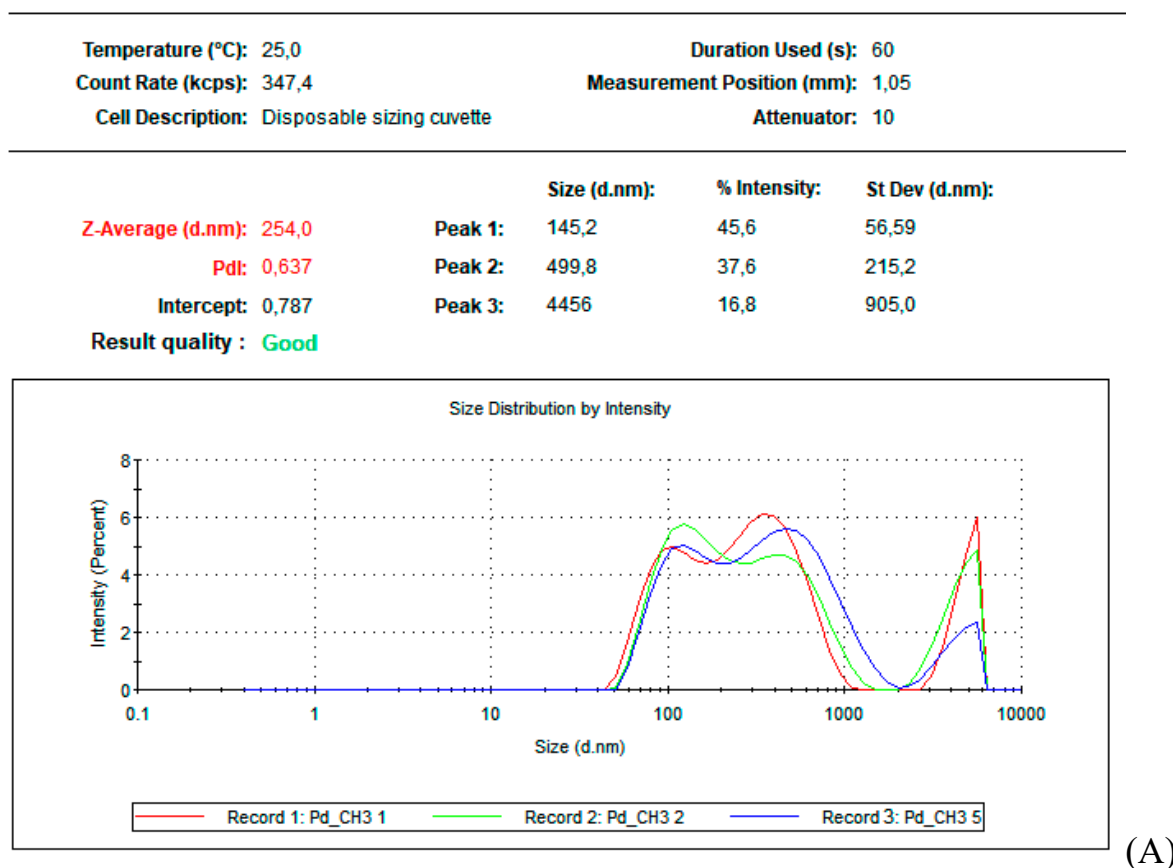 Temperature (°C): 25,0 Duration Used (s): 60
Count Rate (kcps): 347,4 Measurement Position (mm): 1,05
Cell Description: Disposable sizing cuvette Attenuator: 10
Size (d.nm): % Intensity: St Dev (d.nm):
Z-Average (d.nm): 254,0 Peak 1: 145,2 45,6 56,59
PdI: 0,637 Peak 2: 499,8 37,6 215,2
Intercept: 0,787 Peak 3: 4456 16,8 905,0
Result quality : Good
Size Distribution by Intensity
Intensity (Percent)
8
6
4
2
0
0.1 1 10 100 1000 10000
Size (d.nm)
Record 1: Pd_CH3 1 Record 2: Pd_CH3 2 Record 3: Pd_CH3 5
(A)